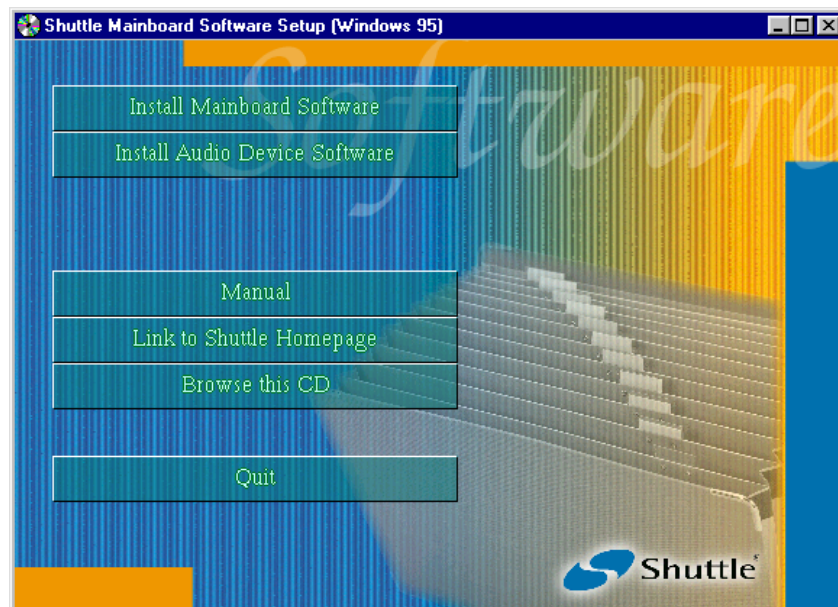 Shuttle Mainboard Software Setup (Windows 95)
Software
Install Mainboard Software
Install Audio Device Software
Manual
Link to Shuttle Homepage
Browse this CD
Quit
Shuttle®